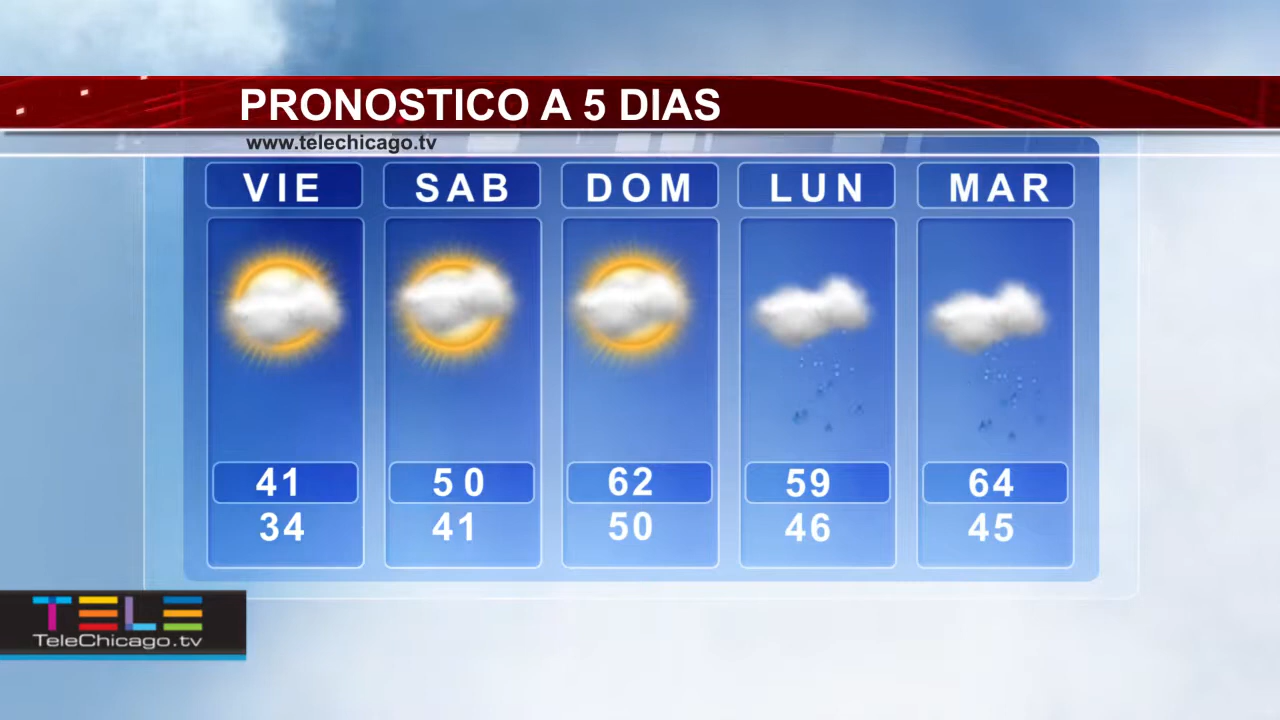 PRONOSTICO A 5 DIAS
www.telechicago.tv
VIE SAB DOM LUN MAR
41 50 62 59 64
34 41 50 46 45
TELE
TeleChicago.tv